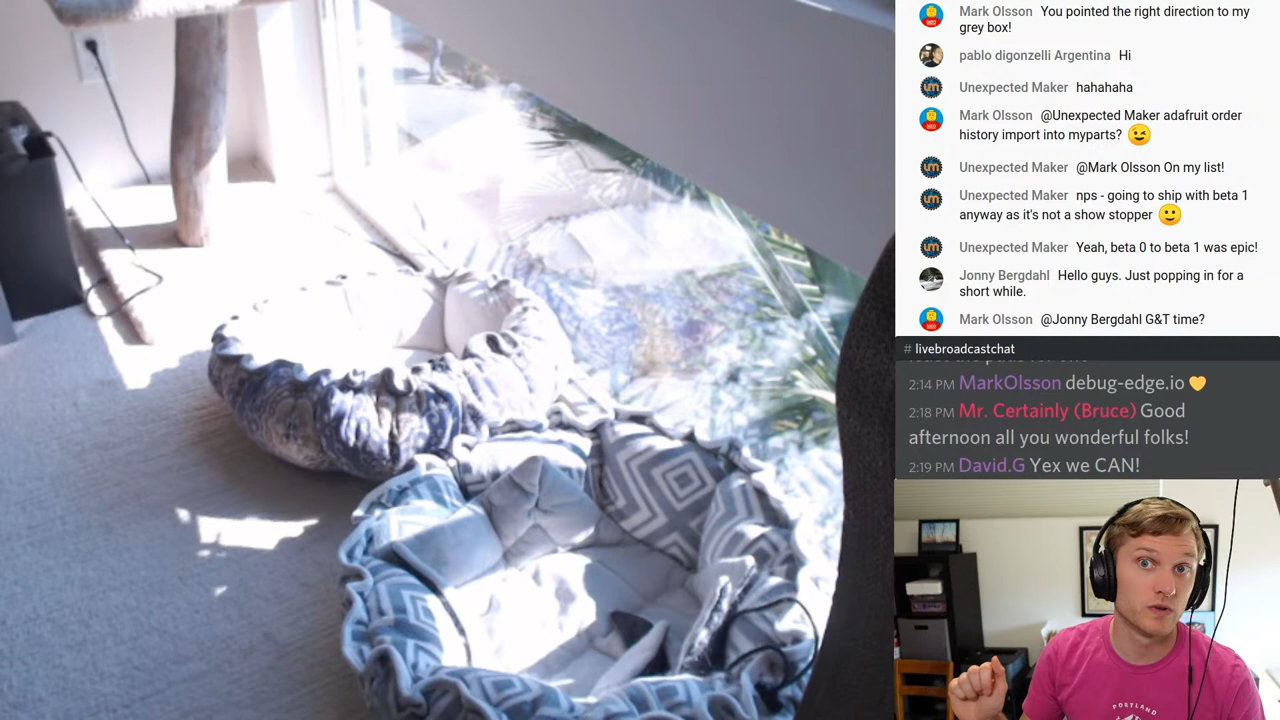 Mark Olsson You pointed the right direction to my
grey box!
pablo digonzelli Argentina Hi
Unexpected Maker hahahaha
Mark Olsson @Unexpected Maker adafruit order
history import into myparts? 😉
Unexpected Maker @Mark Olsson On my list!
Unexpected Maker nps - going to ship with beta 1
anyway as it's not a show stopper 🙂
Unexpected Maker Yeah, beta 0 to beta 1 was epic!
Jonny Bergdahl Hello guys. Just popping in for a
short while.
Mark Olsson @Jonny Bergdahl G&T time?
# livebroadcastchat
2:14 PM MarkOlsson debug-edge.io 💛
2:18 PM Mr. Certainly (Bruce) Good
afternoon all you wonderful folks!
2:19 PM David.G Yex we CAN!
PORTLAND